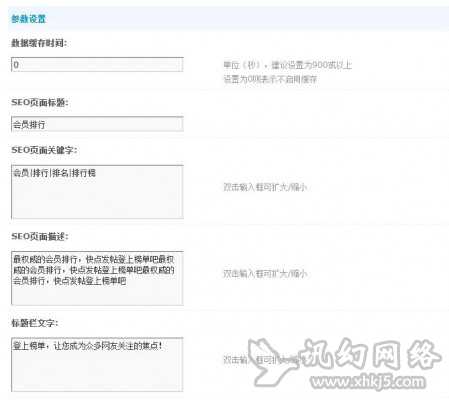 参数设置
数据缓存时间:
0
单位（秒），建议设置为900或以上
设置为0则表示不启用缓存
SEO页面标题:
会员排行
SEO页面关键字:
会员|排行|排名|排行榜
双击输入框可扩大/缩小
SEO页面描述:
最权威的会员排行，快点发帖登上榜单吧最权
威的会员排行，快点发帖登上榜单吧最权威的
会员排行，快点发帖登上榜单吧
双击输入框可扩大/缩小
标题栏文字:
登上榜单，让您成为众多网友关注的焦点！
双击输入框可扩大/缩小
讯幻网络
www.xhkj5.com